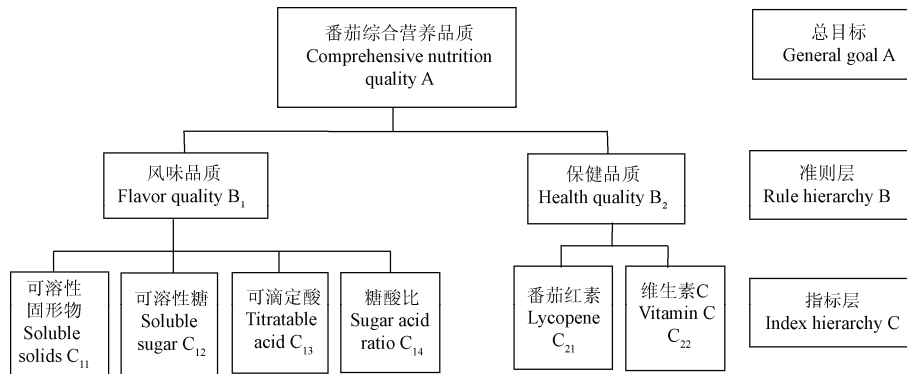 番茄综合营养品质
Comprehensive nutrition
quality A
总目标
General goal A
风味品质
Flavor quality B₁
保健品质
Health quality B₂
准则层
Rule hierarchy B
可溶性
固形物
Soluble
solids C₁₁
可溶性糖
Soluble
sugar C₁₂
可滴定酸
Titratable
acid C₁₃
糖酸比
Sugar acid
ratio C₁₄
番茄红素
Lycopene
C₂₁
维生素C
Vitamin C
C₂₂
指标层
Index hierarchy C